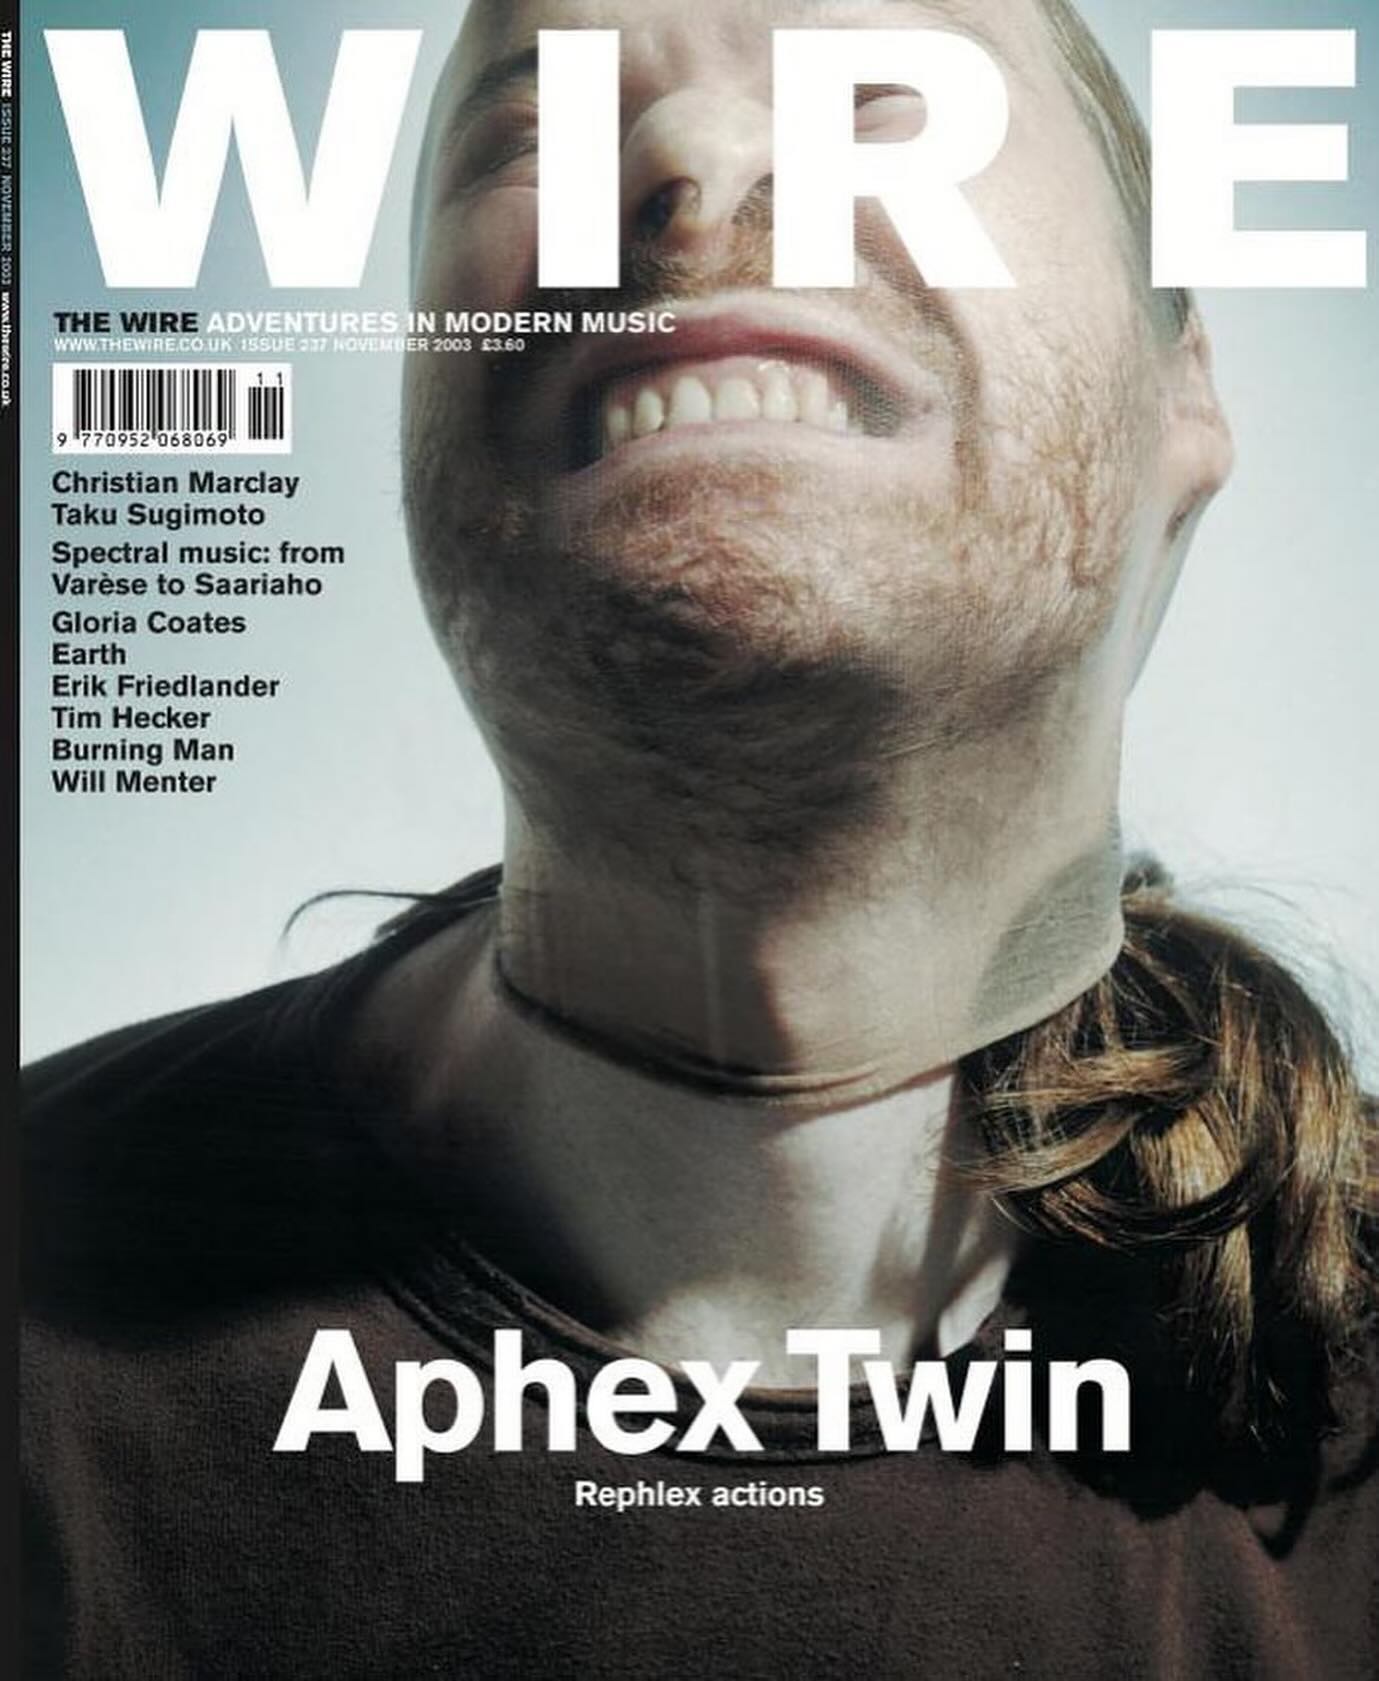 THE WIRE ISSUE 237 NOVEMBER 2003 www.thewire.co.uk
WIRE
THE WIRE ADVENTURES IN MODERN MUSIC
WWW.THEWIRE.CO.UK ISSUE 237 NOVEMBER 2003 £3.60
1 1
9 770952 068069
Christian Marclay
Taku Sugimoto
Spectral music: from
Varèse to Saariaho
Gloria Coates
Earth
Erik Friedlander
Tim Hecker
Burning Man
Will Menter
Aphex Twin
Rephlex actions